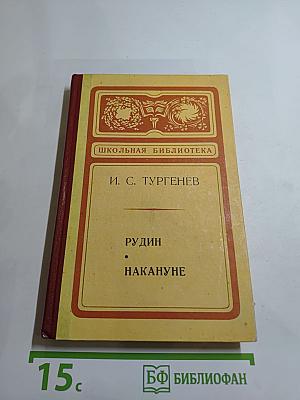 ШКОЛЬНАЯ БИБЛИОТЕКА
И. С. ТУРГЕНЕВ
РУДИН
•
НАКАНУНЕ
15с
БФ БИБЛИОФАН